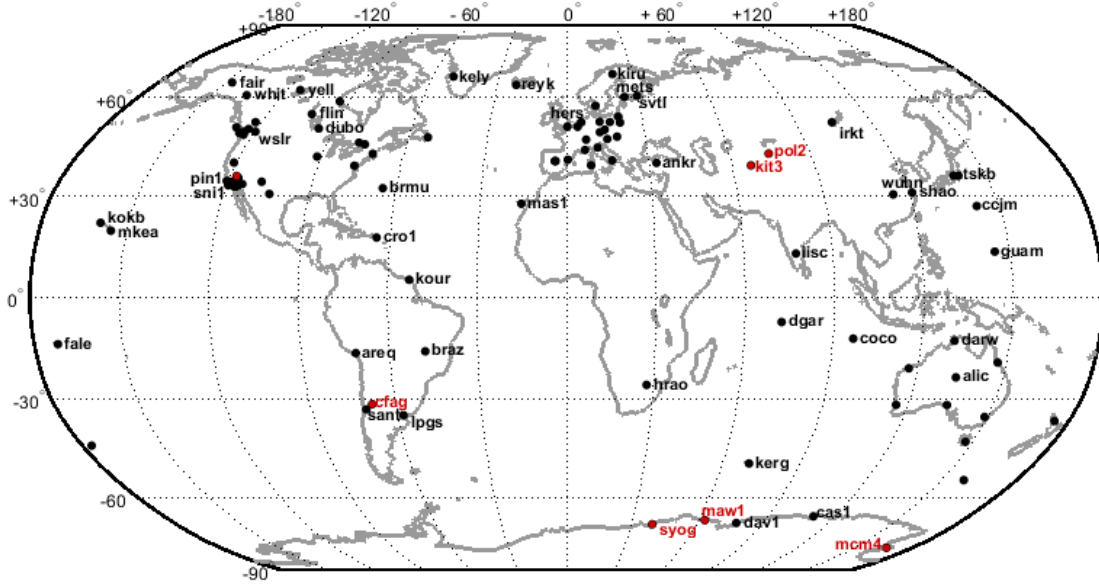 -180° -120° -60° 0° +60° +120° +180°
+90
kely
reyk
kiru
mets
svtl
fair
whit
yell
+60°
flin
dubo
wslr
hers
irkt
ankr
pol2
kit3
pin1
sni1
brmu
mas1
wuhn
shao
tskb
ccjm
+30°
kokb
mkea
cro1
kour
iisc
guam
0°
dgar
coco
darw
fale
areq
braz
alic
hrao
-30°
cfag
sant
lpgs
kerg
-60
syog
maw1
dav1
cas1
mcm4
-90